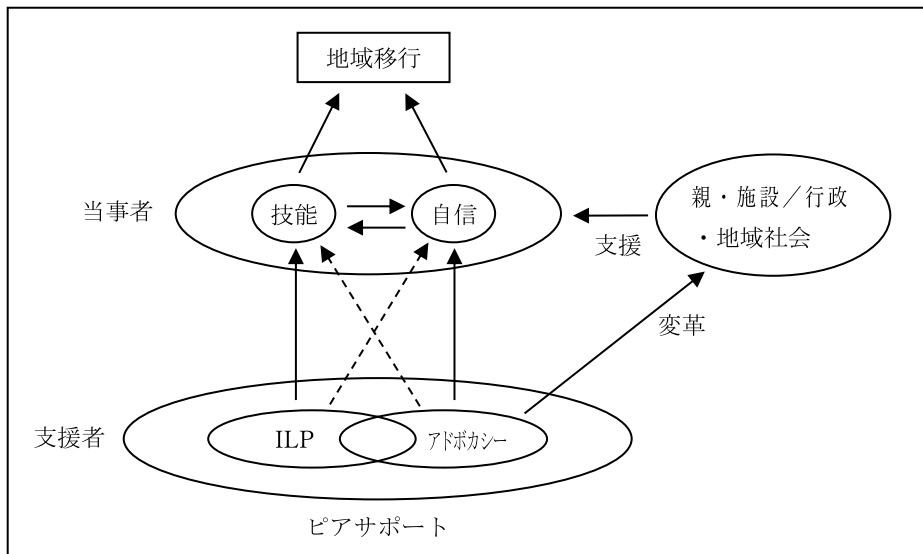 地域移行
当事者
技能
自信
親・施設／行政
・地域社会
支援
変革
支援者
ILP
アドボカシー
ピアサポート